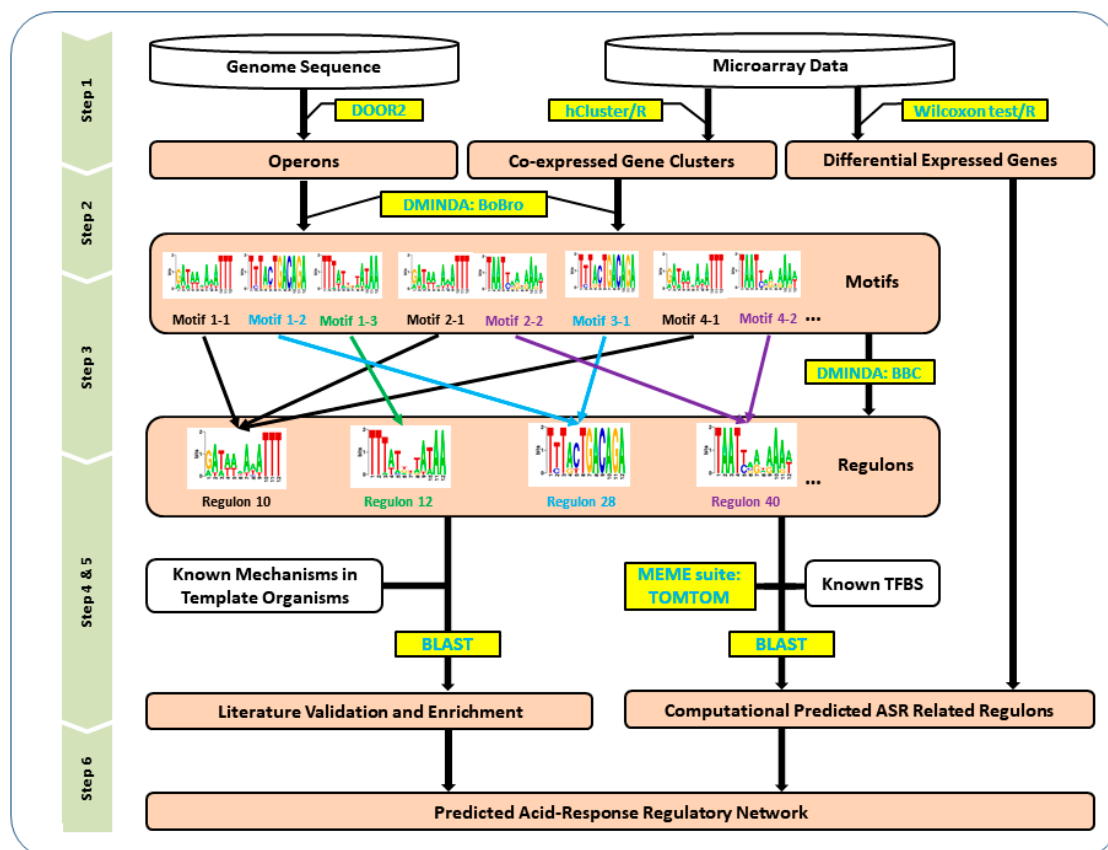 Step 1
Genome Sequence
Microarray Data
DOOR2
hCluster/R
Wilcoxon test/R
Operons
Co-expressed Gene Clusters
Differential Expressed Genes
Step 2
DMINDA: BoBro
Motifs
Motif 1-1
Motif 1-2
Motif 1-3
Motif 2-1
Motif 2-2
Motif 3-1
Motif 4-1
Motif 4-2
...
Step 3
DMINDA: BBC
Regulons
...
Regulon 10
Regulon 12
Regulon 28
Regulon 40
Step 4 & 5
Known Mechanisms in
Template Organisms
MEME suite:
TOMTOM
Known TFBS
BLAST
BLAST
Literature Validation and Enrichment
Computational Predicted ASR Related Regulons
Step 6
Predicted Acid-Response Regulatory Network